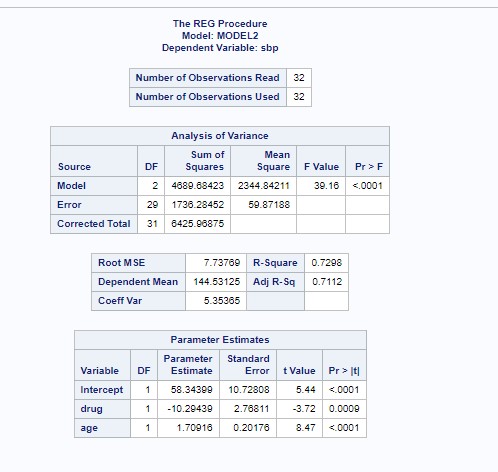 The REG Procedure
Model: MODEL2
Dependent Variable: sbp
Number of Observations Read 32
Number of Observations Used 32
Analysis of Variance
Source DF Sum of Squares Mean Square F Value Pr > F
Model 2 4689.68423 2344.84211 39.16 <.0001
Error 29 1736.28452 59.87188
Corrected Total 31 6425.96875
Root MSE 7.73769 R-Square 0.7298
Dependent Mean 144.53125 Adj R-Sq 0.7112
Coeff Var 5.35365
Parameter Estimates
Variable DF Parameter Estimate Standard Error t Value Pr > |t|
Intercept 1 58.34399 10.72808 5.44 <.0001
drug 1 -10.29439 2.76811 -3.72 0.0009
age 1 1.70916 0.20176 8.47 <.0001